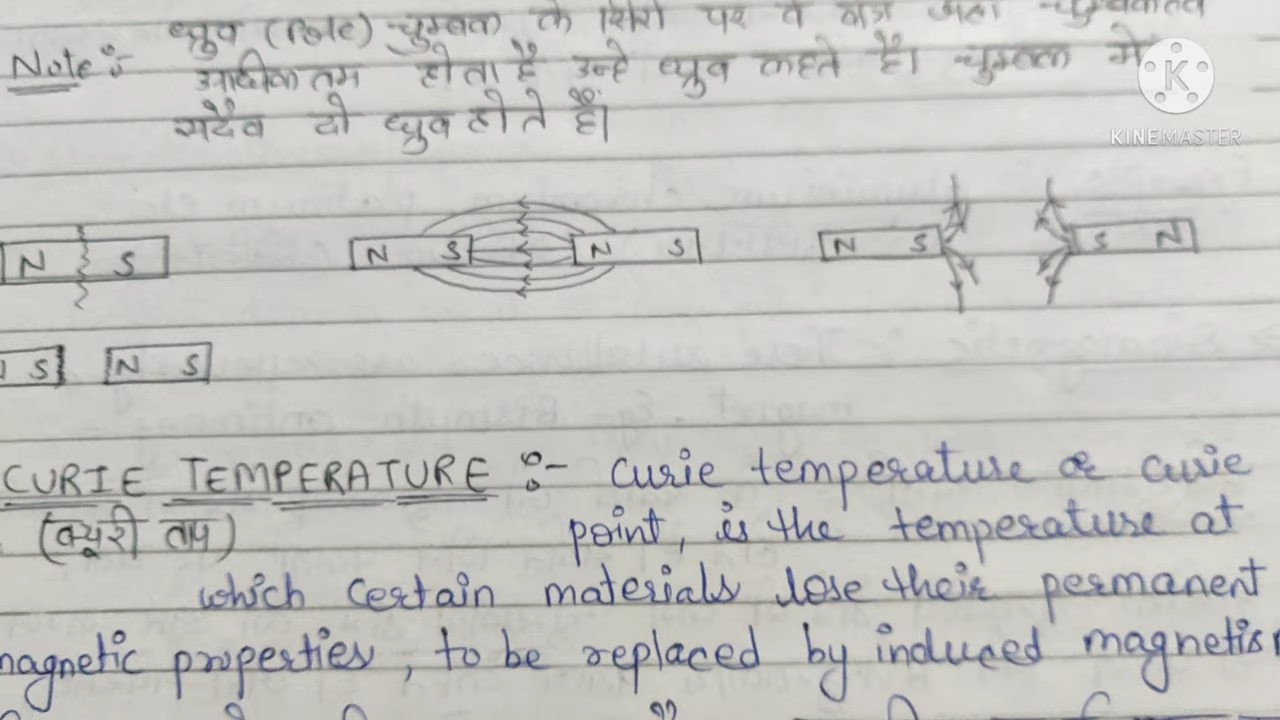 ध्रुव (Pole) चुम्बक के सिरों पर वे क्षेत्र जहां चुम्बकत्व
Note :- अधिकतम होता है उन्हे ध्रुव कहते हैं। चुम्बक मे
सदैव दो ध्रुव होते हैं।
KINEMASTER
N S N S N S N S S N
S N S
CURIE TEMPERATURE :- Curie temperature or curie
(क्यूरी ताप) point, is the temperature at
which certain materials lose their permanent
magnetic properties, to be replaced by induced